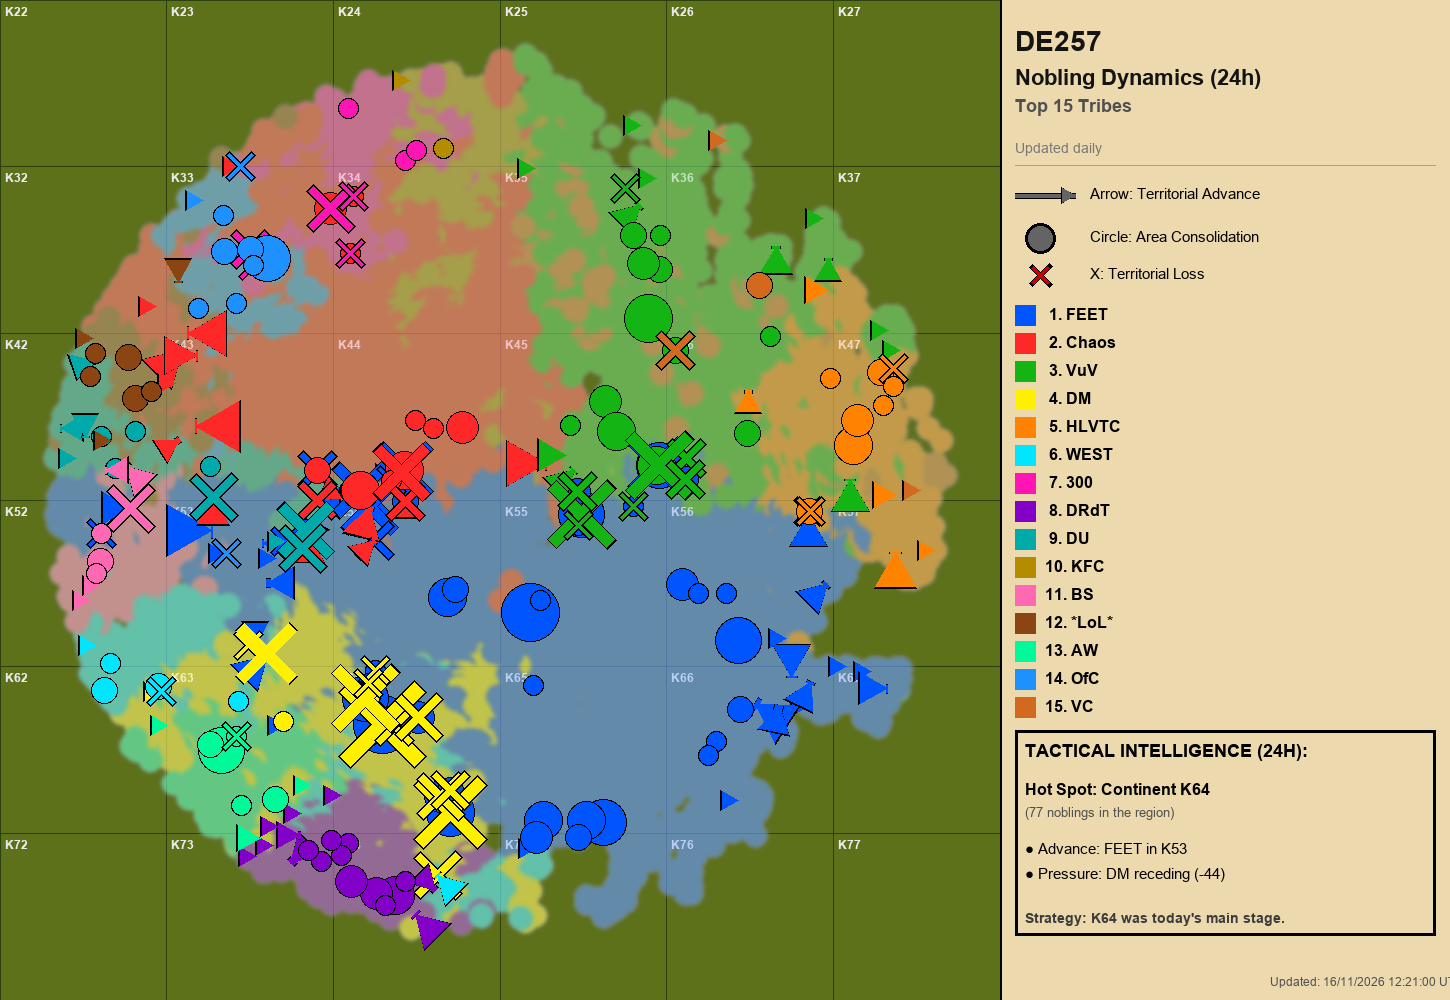 K22 K23 K24 K25 K26 K27
K32 K33 K34 K35 K36 K37
K42 K43 K44 K45 K47
K52 K55 K56
K62 K63 K65 K66
K72 K73 K76 K77
DE257
Nobling Dynamics (24h)
Top 15 Tribes
Updated daily
Arrow: Territorial Advance
Circle: Area Consolidation
X: Territorial Loss
1. FEET
2. Chaos
3. VuV
4. DM
5. HLVTC
6. WEST
7. 300
8. DRdT
9. DU
10. KFC
11. BS
12. *LoL*
13. AW
14. OfC
15. VC
TACTICAL INTELLIGENCE (24H):
Hot Spot: Continent K64
(77 noblings in the region)
● Advance: FEET in K53
● Pressure: DM receding (-44)
Strategy: K64 was today's main stage.
Updated: 16/11/2026 12:21:00